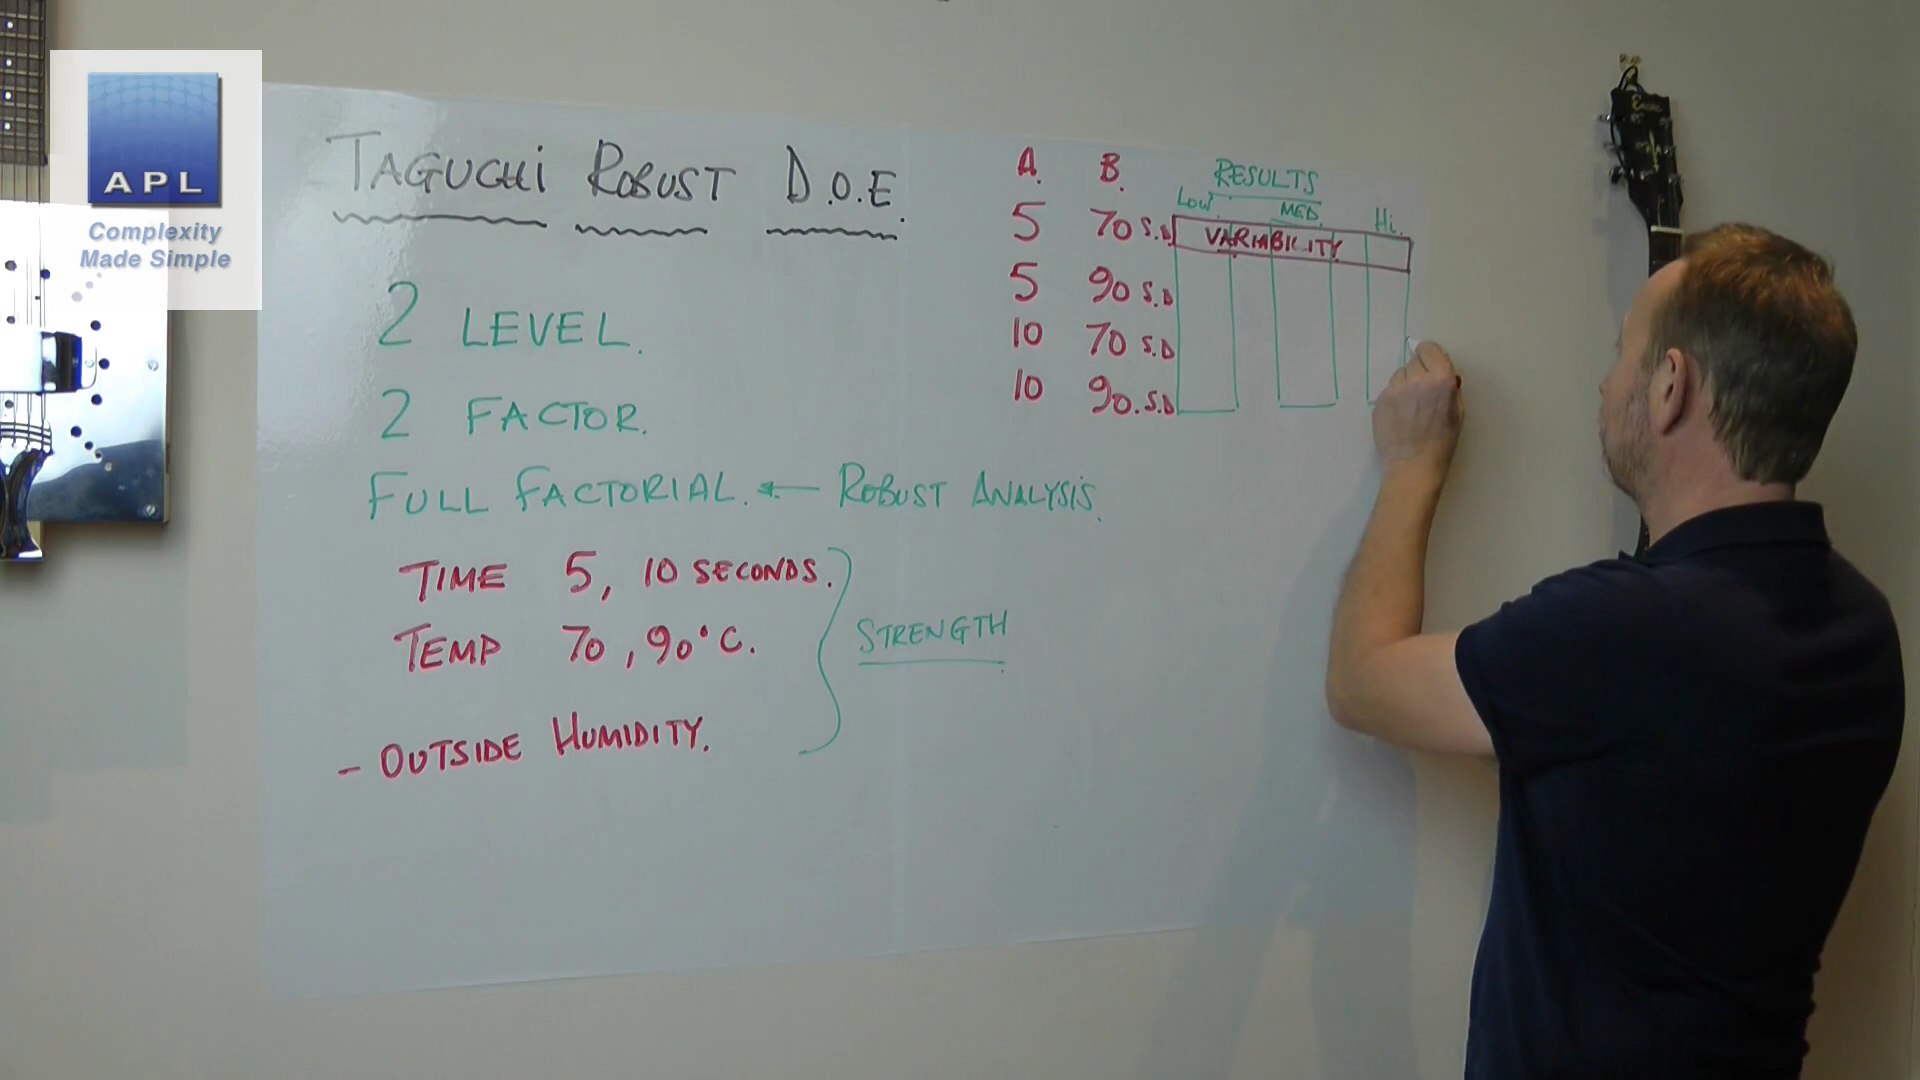 APL
Complexity
Made Simple
TAGUCHi ROBUST D.O.E.
2 LEVEL.
2 FACTOR.
FULL FACTORIAL. ← ROBUST ANALYSIS.
TIME 5, 10 SECONDS.
TEMP 70, 90°C.
STRENGTH
- OUTSIDE HUMIDITY.
A. B. RESULTS
LOW. MED. Hi.
5 70 S.D VARIABILITY
5 90 S.D
10 70 S.D
10 90. S.D